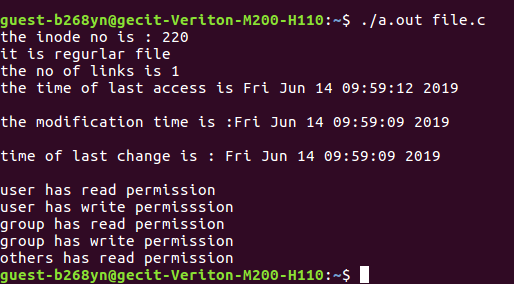 guest-b268yn@gecit-Veriton-M200-H110:~$ ./a.out file.c
the inode no is : 220
it is regurlar file
the no of links is 1
the time of last access is Fri Jun 14 09:59:12 2019
the modification time is :Fri Jun 14 09:59:09 2019
time of last change is : Fri Jun 14 09:59:09 2019
user has read permission
user has write permisssion
group has read permission
group has write permission
others has read permission
guest-b268yn@gecit-Veriton-M200-H110:~$